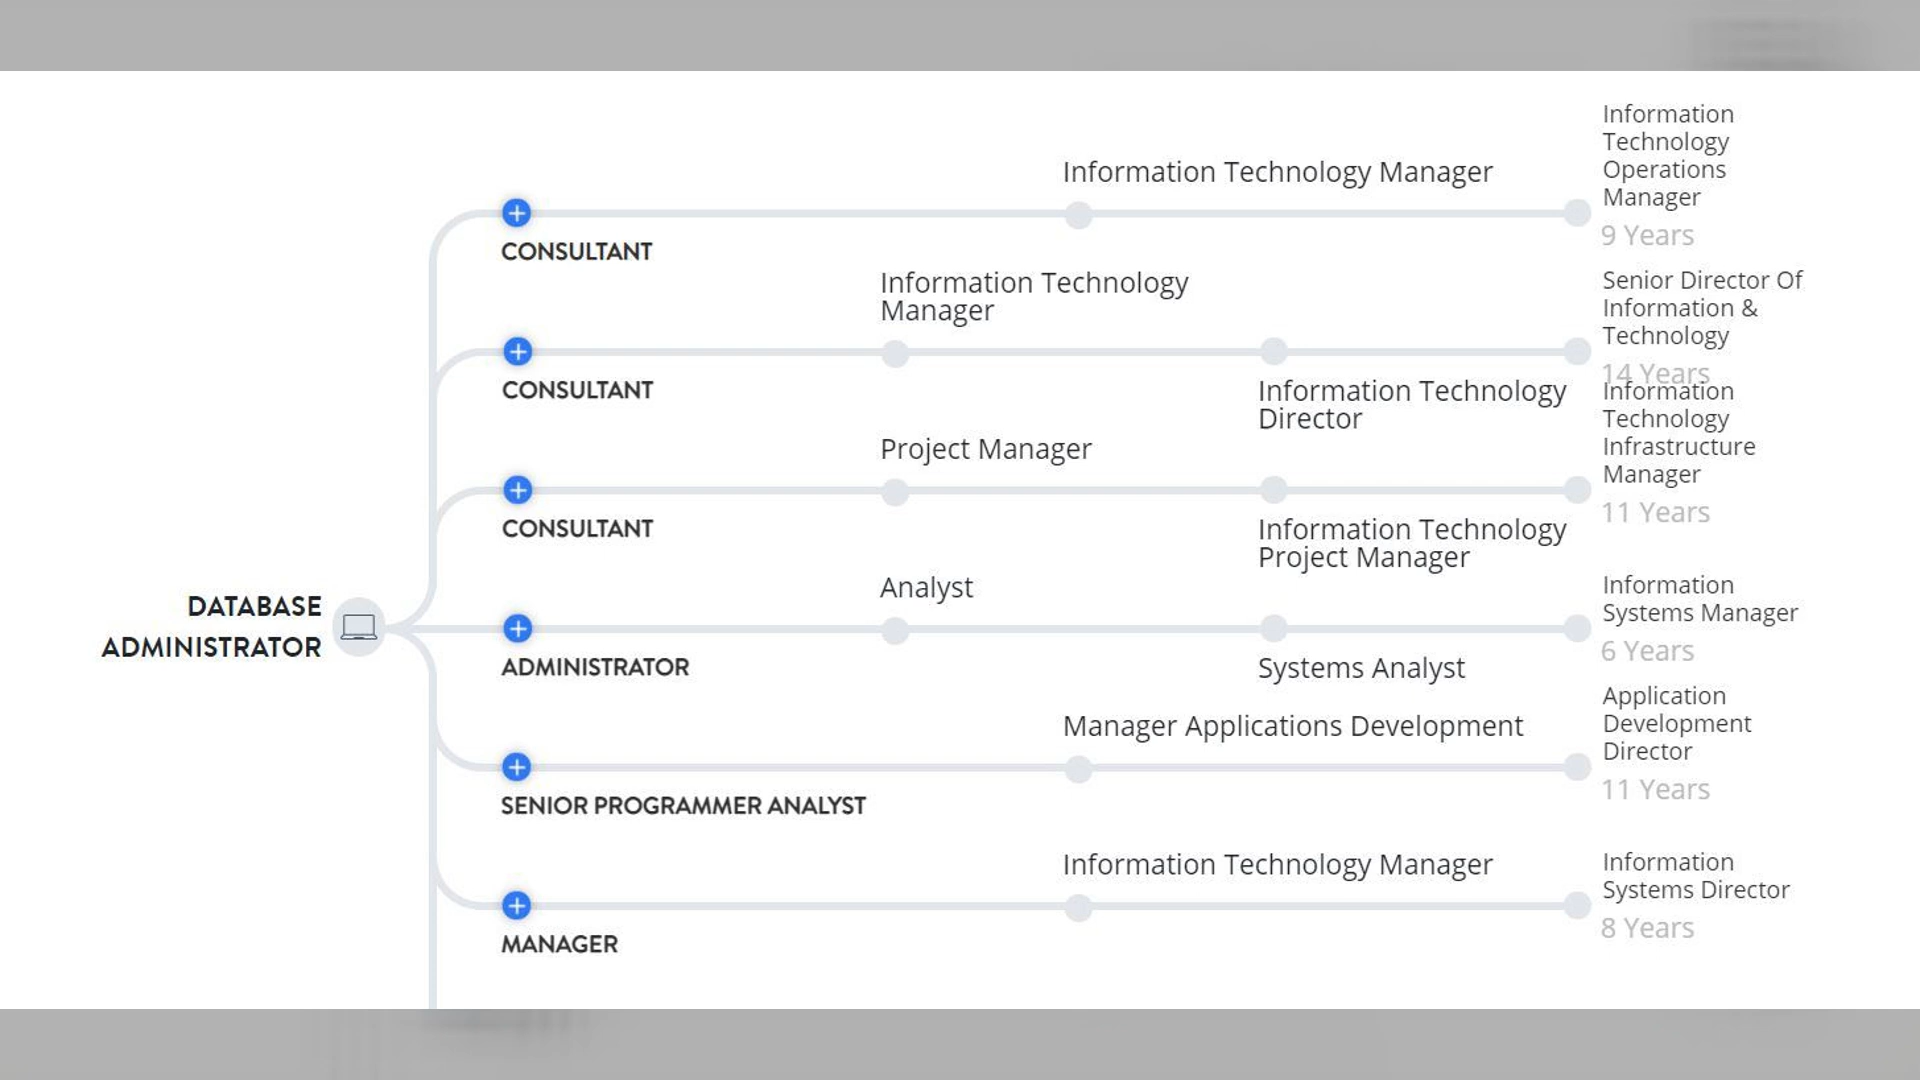 Information
Technology
Operations
Manager
9 Years
Information Technology Manager
CONSULTANT
Information Technology
Manager
Senior Director Of
Information &
Technology
14 Years
CONSULTANT
Information Technology
Director
Project Manager
Information
Technology
Infrastructure
Manager
11 Years
CONSULTANT
Information Technology
Project Manager
DATABASE
ADMINISTRATOR
Analyst
Information
Systems Manager
6 Years
ADMINISTRATOR
Systems Analyst
Manager Applications Development
Application
Development
Director
11 Years
SENIOR PROGRAMMER ANALYST
Information Technology Manager
Information
Systems Director
8 Years
MANAGER